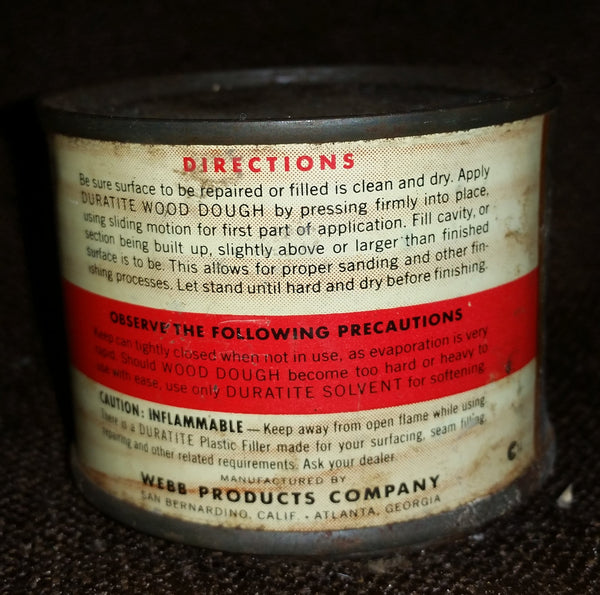 DIRECTIONS
Be sure surface to be repaired or filled is clean and dry. Apply
DURATITE WOOD DOUGH by pressing firmly into place,
using sliding motion for first part of application. Fill cavity, or
section being built up, slightly above or larger than finished
surface is to be. This allows for proper sanding and other fin-
ishing processes. Let stand until hard and dry before finishing.
OBSERVE THE FOLLOWING PRECAUTIONS
Keep can tightly closed when not in use, as evaporation is very
rapid. Should WOOD DOUGH become too hard or heavy to
use with ease, use only DURATITE SOLVENT for softening.
CAUTION: INFLAMMABLE — Keep away from open flame while using.
There is a DURATITE Plastic Filler made for your surfacing, seam filling,
repairing and other related requirements. Ask your dealer.
MANUFACTURED BY
WEBB PRODUCTS COMPANY
SAN BERNARDINO, CALIF. • ATLANTA, GEORGIA